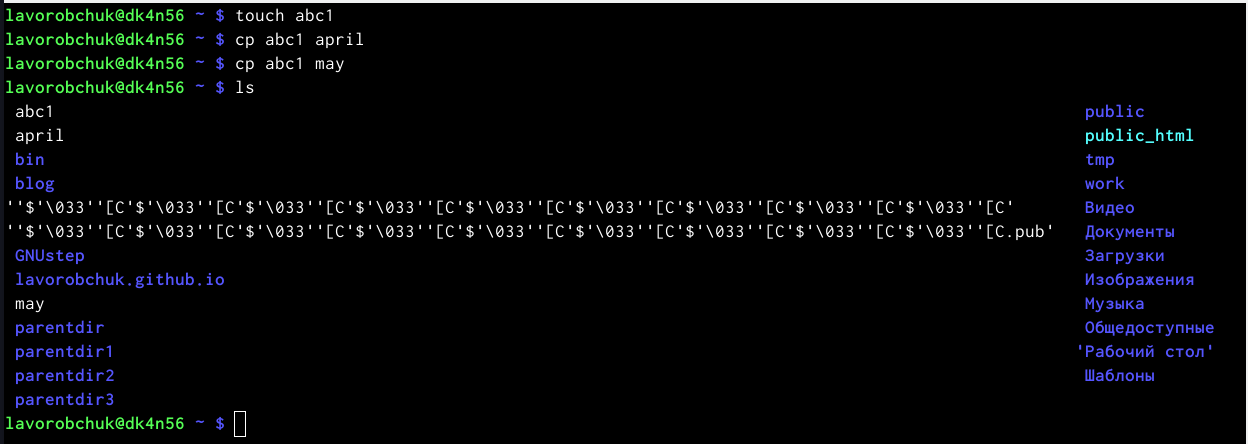 lavorobchuk@dk4n56 ~ $ touch abc1
lavorobchuk@dk4n56 ~ $ cp abc1 april
lavorobchuk@dk4n56 ~ $ cp abc1 may
lavorobchuk@dk4n56 ~ $ ls
abc1 public
april public_html
bin tmp
blog work
''$'\033''[C'$'\033''[C'$'\033''[C'$'\033''[C'$'\033''[C'$'\033''[C'$'\033''[C'$'\033''[C'$'\033''[C' Видео
''$'\033''[C'$'\033''[C'$'\033''[C'$'\033''[C'$'\033''[C'$'\033''[C'$'\033''[C'$'\033''[C'$'\033''[C.pub' Документы
GNUstep Загрузки
lavorobchuk.github.io Изображения
may Музыка
parentdir Общедоступные
parentdir1 'Рабочий стол'
parentdir2 Шаблоны
parentdir3
lavorobchuk@dk4n56 ~ $